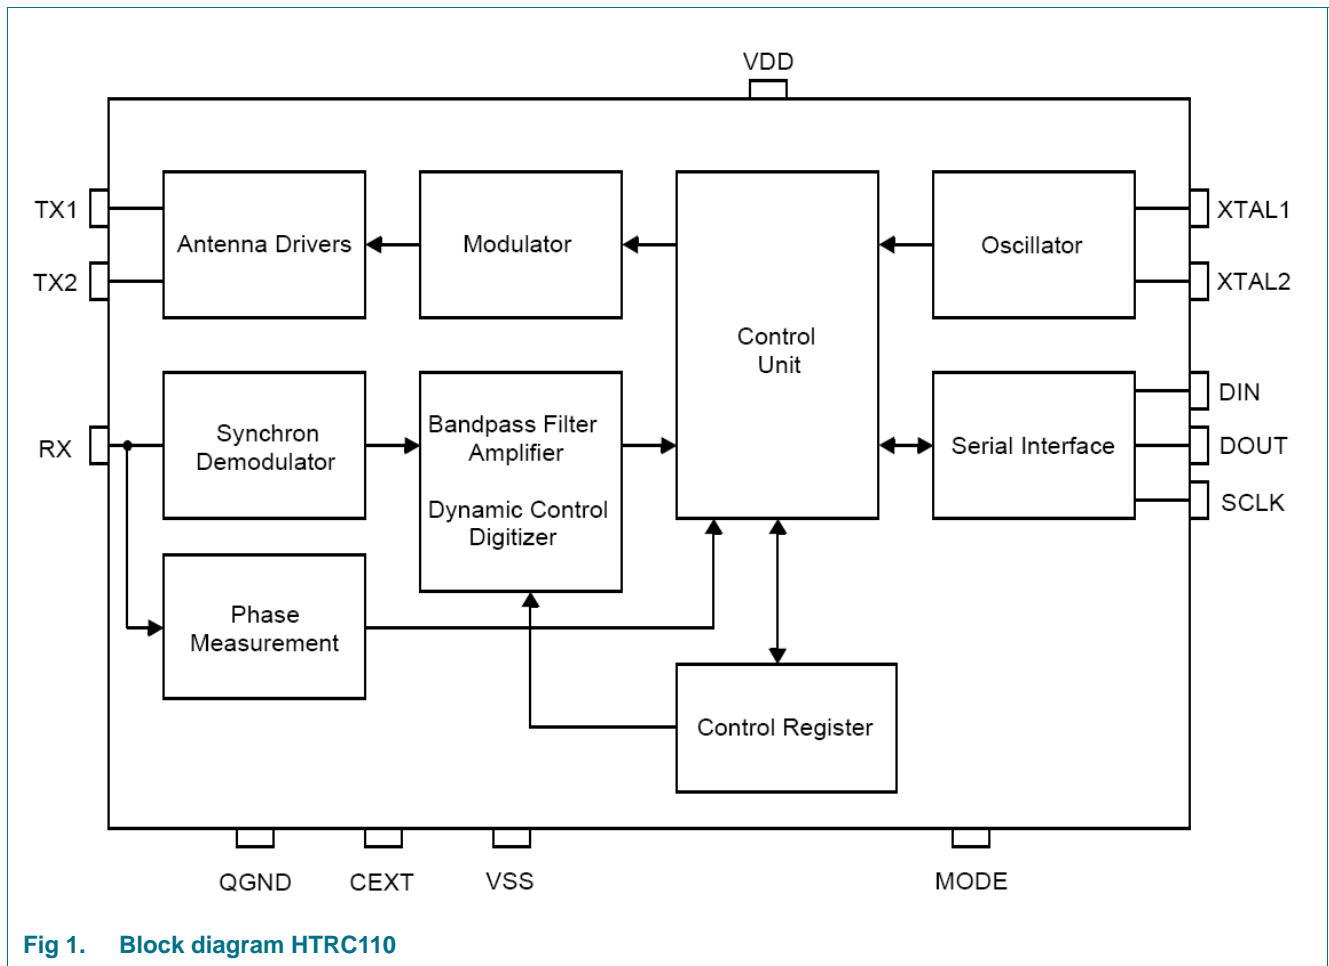 VDD
TX1
Antenna Drivers
Modulator
Oscillator
XTAL1
TX2
XTAL2
Control
Unit
RX
Synchron
Demodulator
Bandpass Filter
Amplifier
Dynamic Control
Digitizer
Serial Interface
DIN
DOUT
SCLK
Phase
Measurement
Control Register
QGND
CEXT
VSS
MODE
Fig 1. Block diagram HTRC110